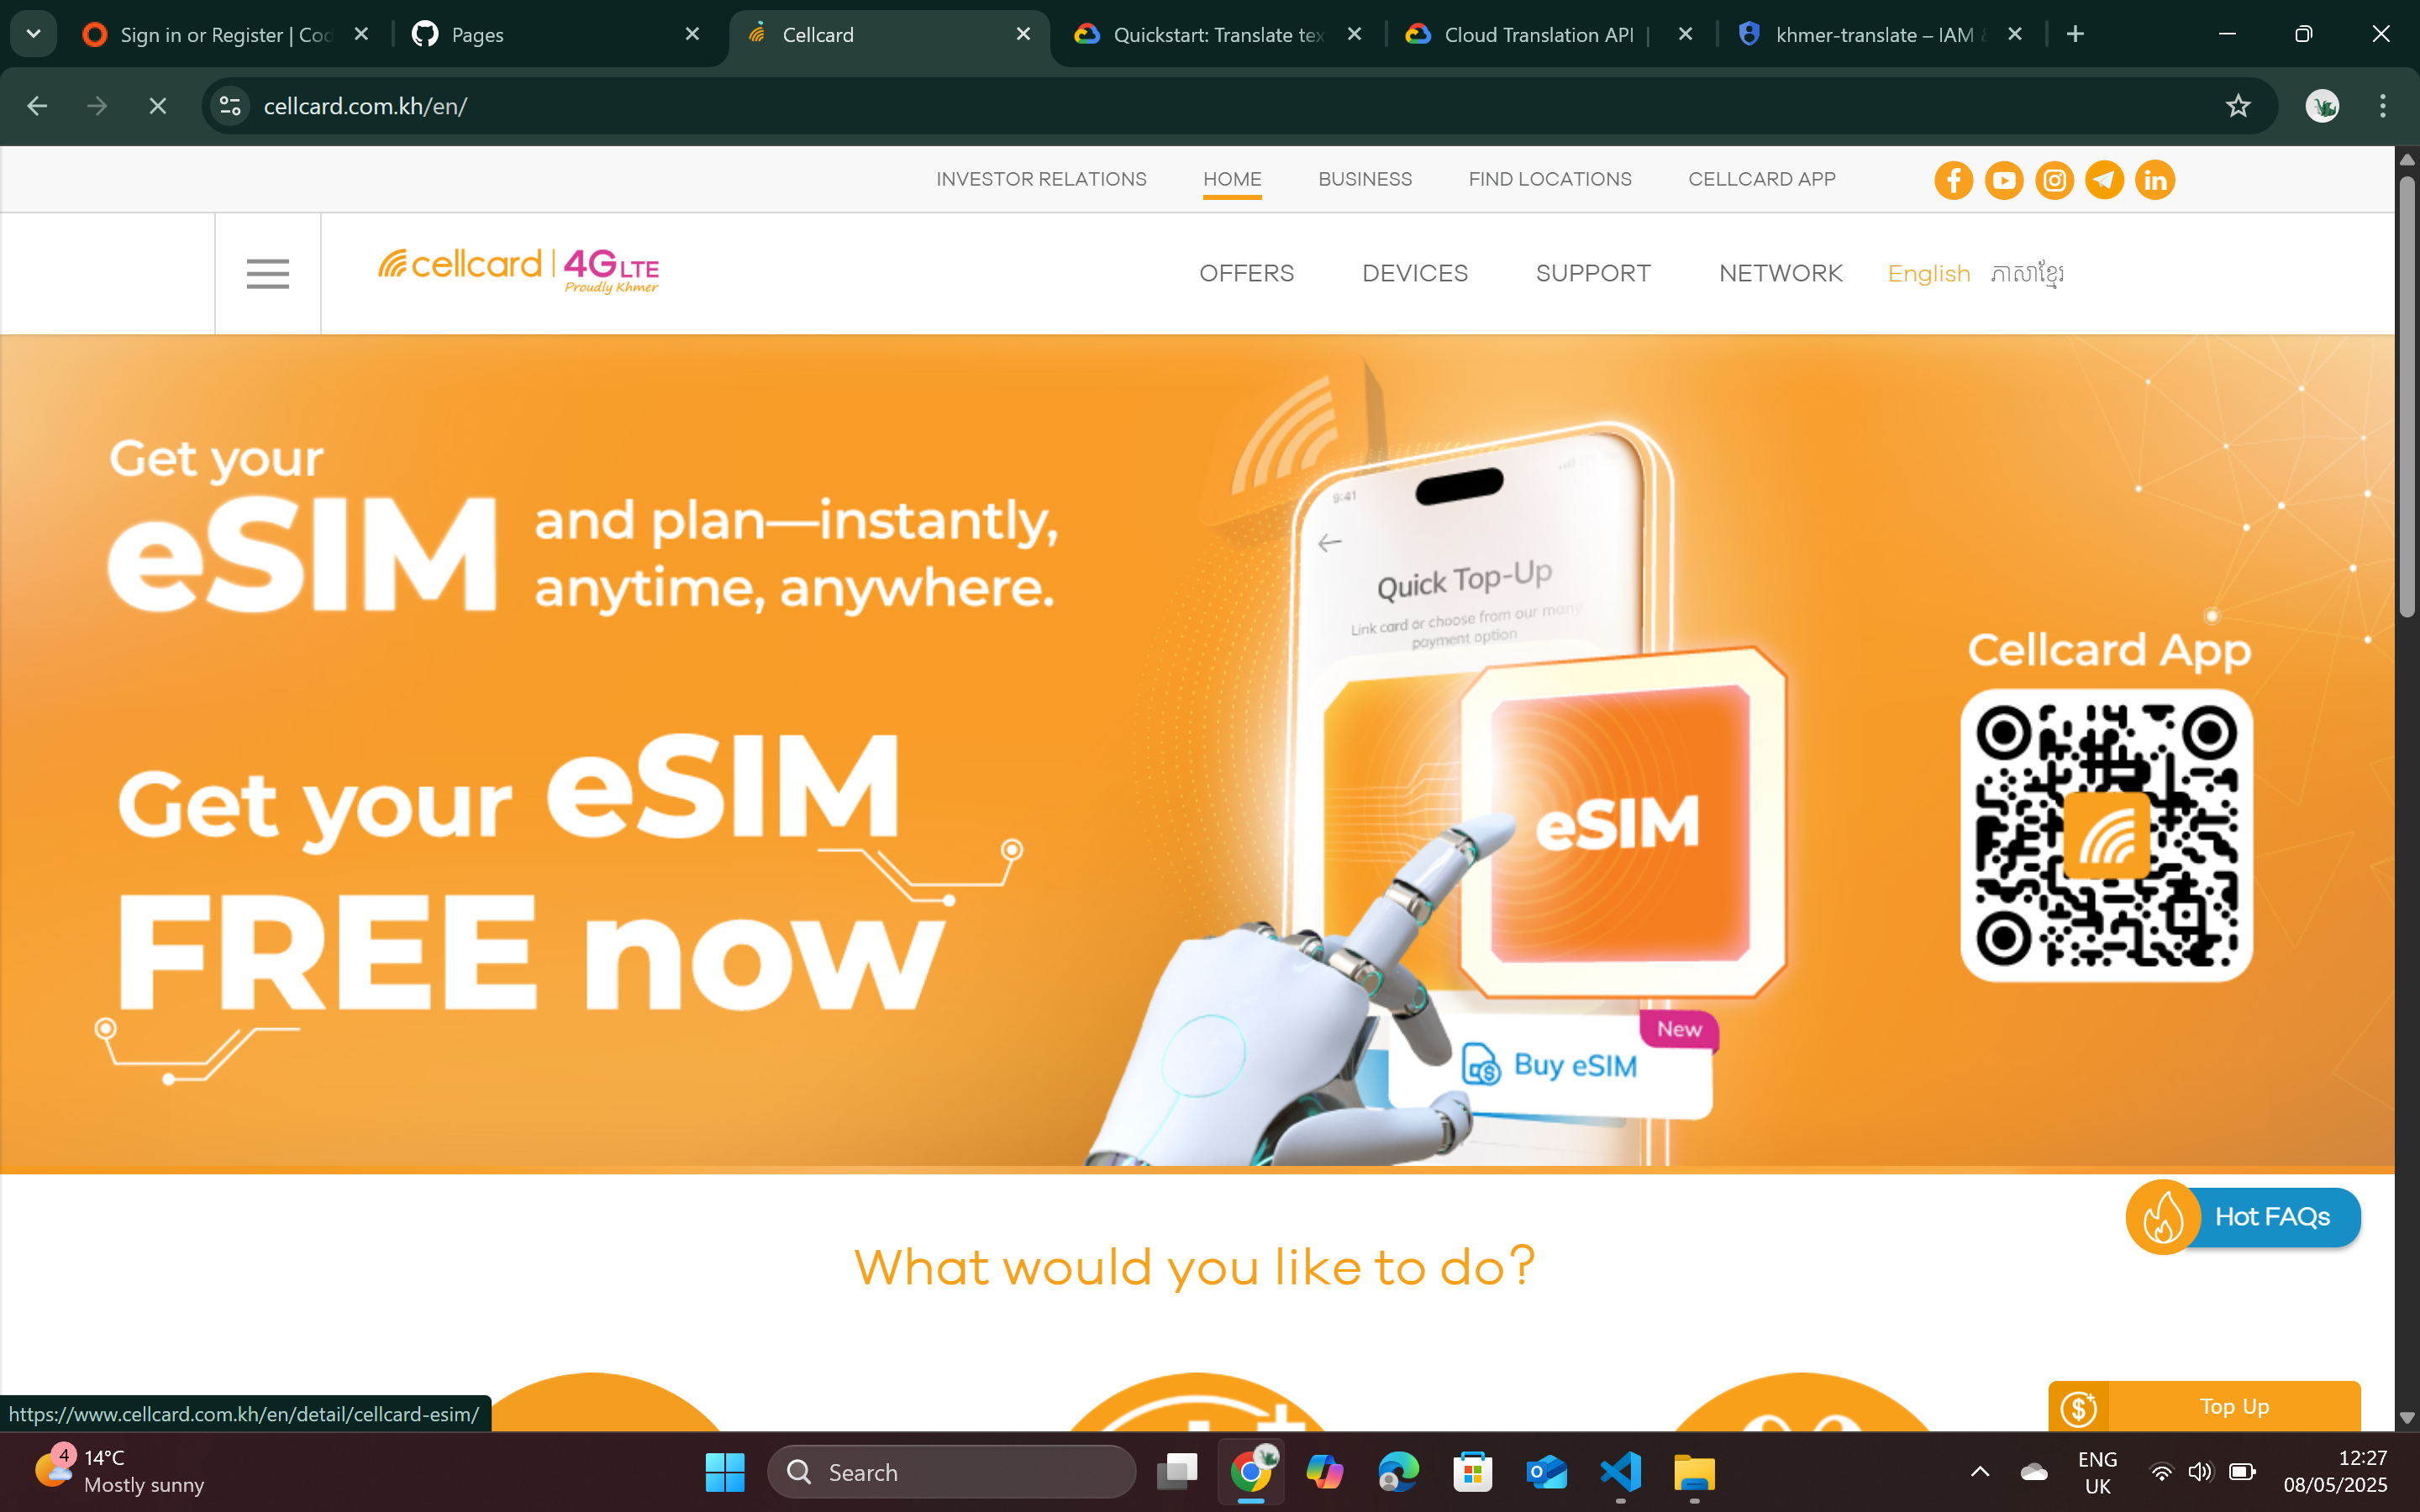 Sign in or Register | Cod
Pages
Cellcard
Quickstart: Translate tex
Cloud Translation API |
khmer-translate – IAM &
cellcard.com.kh/en/
INVESTOR RELATIONS
HOME
BUSINESS
FIND LOCATIONS
CELLCARD APP
cellcard | 4G LTE
Proudly Khmer
OFFERS
DEVICES
SUPPORT
NETWORK
English
ភាសាខ្មែរ
Get your
eSIM
and plan—instantly,
anytime, anywhere.
Get your eSIM
FREE now
9:41
Quick Top-Up
Link card or choose from our many
payment option
eSIM
New
Buy eSIM
Cellcard App
Hot FAQs
What would you like to do?
Top Up
https://www.cellcard.com.kh/en/detail/cellcard-esim/
4
14°C
Mostly sunny
Search
ENG
UK
12:27
08/05/2025